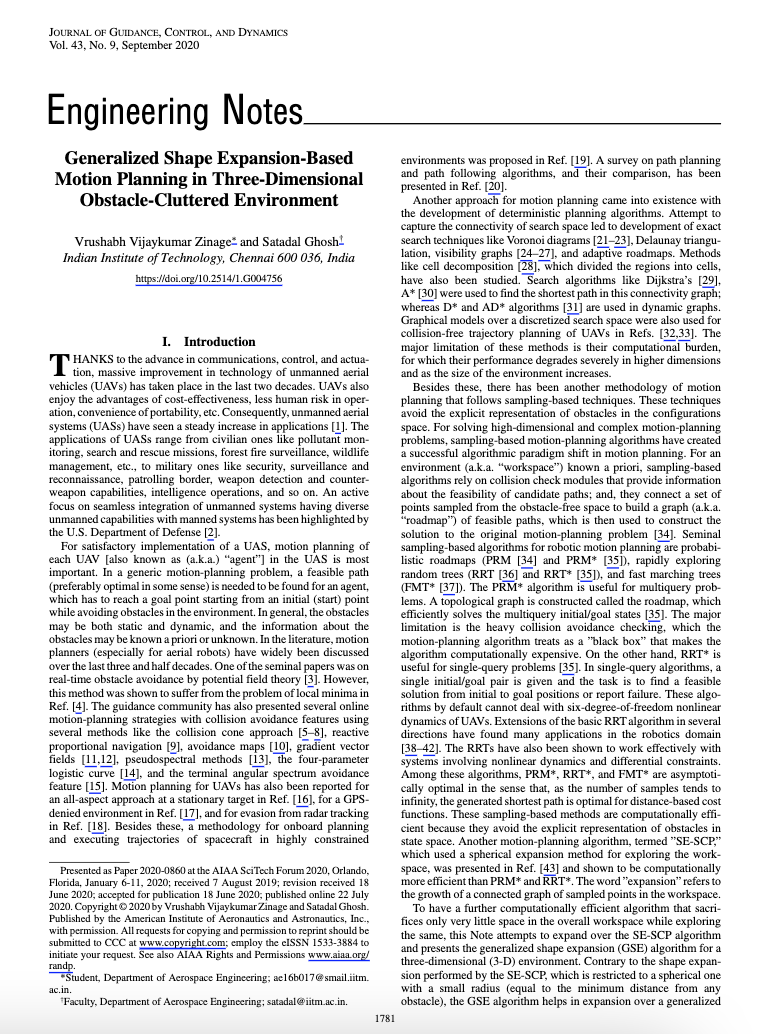 JOURNAL OF GUIDANCE, CONTROL, AND DYNAMICS
Vol. 43, No. 9, September 2020
Engineering Notes
Generalized Shape Expansion-Based
Motion Planning in Three-Dimensional
Obstacle-Cluttered Environment
Vrushabh Vijaykumar Zinage* and Satadal Ghosh†
Indian Institute of Technology, Chennai 600 036, India
https://doi.org/10.2514/1.G004756
I. Introduction
THANKS to the advance in communications, control, and actua-
tion, massive improvement in technology of unmanned aerial
vehicles (UAVs) has taken place in the last two decades. UAVs also
enjoy the advantages of cost-effectiveness, less human risk in oper-
ation, convenience of portability, etc. Consequently, unmanned aerial
systems (UASs) have seen a steady increase in applications [1]. The
applications of UASs range from civilian ones like pollutant mon-
itoring, search and rescue missions, forest fire surveillance, wildlife
management, etc., to military ones like security, surveillance and
reconnaissance, patrolling border, weapon detection and counter-
weapon capabilities, intelligence operations, and so on. An active
focus on seamless integration of unmanned systems having diverse
unmanned capabilities with manned systems has been highlighted by
the U.S. Department of Defense [2].
For satisfactory implementation of a UAS, motion planning of
each UAV [also known as (a.k.a.) “agent”] in the UAS is most
important. In a generic motion-planning problem, a feasible path
(preferably optimal in some sense) is needed to be found for an agent,
which has to reach a goal point starting from an initial (start) point
while avoiding obstacles in the environment. In general, the obstacles
may be both static and dynamic, and the information about the
obstacles may be known a priori or unknown. In the literature, motion
planners (especially for aerial robots) have widely been discussed
over the last three and half decades. One of the seminal papers was on
real-time obstacle avoidance by potential field theory [3]. However,
this method was shown to suffer from the problem of local minima in
Ref. [4]. The guidance community has also presented several online
motion-planning strategies with collision avoidance features using
several methods like the collision cone approach [5–8], reactive
proportional navigation [9], avoidance maps [10], gradient vector
fields [11,12], pseudospectral methods [13], the four-parameter
logistic curve [14], and the terminal angular spectrum avoidance
feature [15]. Motion planning for UAVs has also been reported for
an all-aspect approach at a stationary target in Ref. [16], for a GPS-
denied environment in Ref. [17], and for evasion from radar tracking
in Ref. [18]. Besides these, a methodology for onboard planning
and executing trajectories of spacecraft in highly constrained
Presented as Paper 2020-0860 at the AIAA SciTech Forum 2020, Orlando,
Florida, January 6-11, 2020; received 7 August 2019; revision received 18
June 2020; accepted for publication 18 June 2020; published online 22 July
2020. Copyright © 2020 by Vrushabh Vijaykumar Zinage and Satadal Ghosh.
Published by the American Institute of Aeronautics and Astronautics, Inc.,
with permission. All requests for copying and permission to reprint should be
submitted to CCC at www.copyright.com; employ the eISSN 1533-3884 to
initiate your request. See also AIAA Rights and Permissions www.aiaa.org/
randp.
*Student, Department of Aerospace Engineering; ae16b017@smail.iitm.
ac.in.
†Faculty, Department of Aerospace Engineering; satadal@iitm.ac.in.
environments was proposed in Ref. [19]. A survey on path planning
and path following algorithms, and their comparison, has been
presented in Ref. [20].
Another approach for motion planning came into existence with
the development of deterministic planning algorithms. Attempt to
capture the connectivity of search space led to development of exact
search techniques like Voronoi diagrams [21–23], Delaunay triangu-
lation, visibility graphs [24–27], and adaptive roadmaps. Methods
like cell decomposition [28], which divided the regions into cells,
have also been studied. Search algorithms like Dijkstra’s [29],
A* [30] were used to find the shortest path in this connectivity graph;
whereas D* and AD* algorithms [31] are used in dynamic graphs.
Graphical models over a discretized search space were also used for
collision-free trajectory planning of UAVs in Refs. [32,33]. The
major limitation of these methods is their computational burden,
for which their performance degrades severely in higher dimensions
and as the size of the environment increases.
Besides these, there has been another methodology of motion
planning that follows sampling-based techniques. These techniques
avoid the explicit representation of obstacles in the configurations
space. For solving high-dimensional and complex motion-planning
problems, sampling-based motion-planning algorithms have created
a successful algorithmic paradigm shift in motion planning. For an
environment (a.k.a. “workspace”) known a priori, sampling-based
algorithms rely on collision check modules that provide information
about the feasibility of candidate paths; and, they connect a set of
points sampled from the obstacle-free space to build a graph (a.k.a.
“roadmap”) of feasible paths, which is then used to construct the
solution to the original motion-planning problem [34]. Seminal
sampling-based algorithms for robotic motion planning are probabi-
listic roadmaps (PRM [34] and PRM* [35]), rapidly exploring
random trees (RRT [36] and RRT* [35]), and fast marching trees
(FMT* [37]). The PRM* algorithm is useful for multiquery prob-
lems. A topological graph is constructed called the roadmap, which
efficiently solves the multiquery initial/goal states [35]. The major
limitation is the heavy collision avoidance checking, which the
motion-planning algorithm treats as a ”black box” that makes the
algorithm computationally expensive. On the other hand, RRT* is
useful for single-query problems [35]. In single-query algorithms, a
single initial/goal pair is given and the task is to find a feasible
solution from initial to goal positions or report failure. These algo-
rithms by default cannot deal with six-degree-of-freedom nonlinear
dynamics of UAVs. Extensions of the basic RRT algorithm in several
directions have found many applications in the robotics domain
[38–42]. The RRTs have also been shown to work effectively with
systems involving nonlinear dynamics and differential constraints.
Among these algorithms, PRM*, RRT*, and FMT* are asymptoti-
cally optimal in the sense that, as the number of samples tends to
infinity, the generated shortest path is optimal for distance-based cost
functions. These sampling-based methods are computationally effi-
cient because they avoid the explicit representation of obstacles in
state space. Another motion-planning algorithm, termed ”SE-SCP,”
which used a spherical expansion method for exploring the work-
space, was presented in Ref. [43] and shown to be computationally
more efficient than PRM* and RRT*. The word ”expansion” refers to
the growth of a connected graph of sampled points in the workspace.
To have a further computationally efficient algorithm that sacri-
fices only very little space in the overall workspace while exploring
the same, this Note attempts to expand over the SE-SCP algorithm
and presents the generalized shape expansion (GSE) algorithm for a
three-dimensional (3-D) environment. Contrary to the shape expan-
sion performed by the SE-SCP, which is restricted to a spherical one
with a small radius (equal to the minimum distance from any
obstacle), the GSE algorithm helps in expansion over a generalized
1781